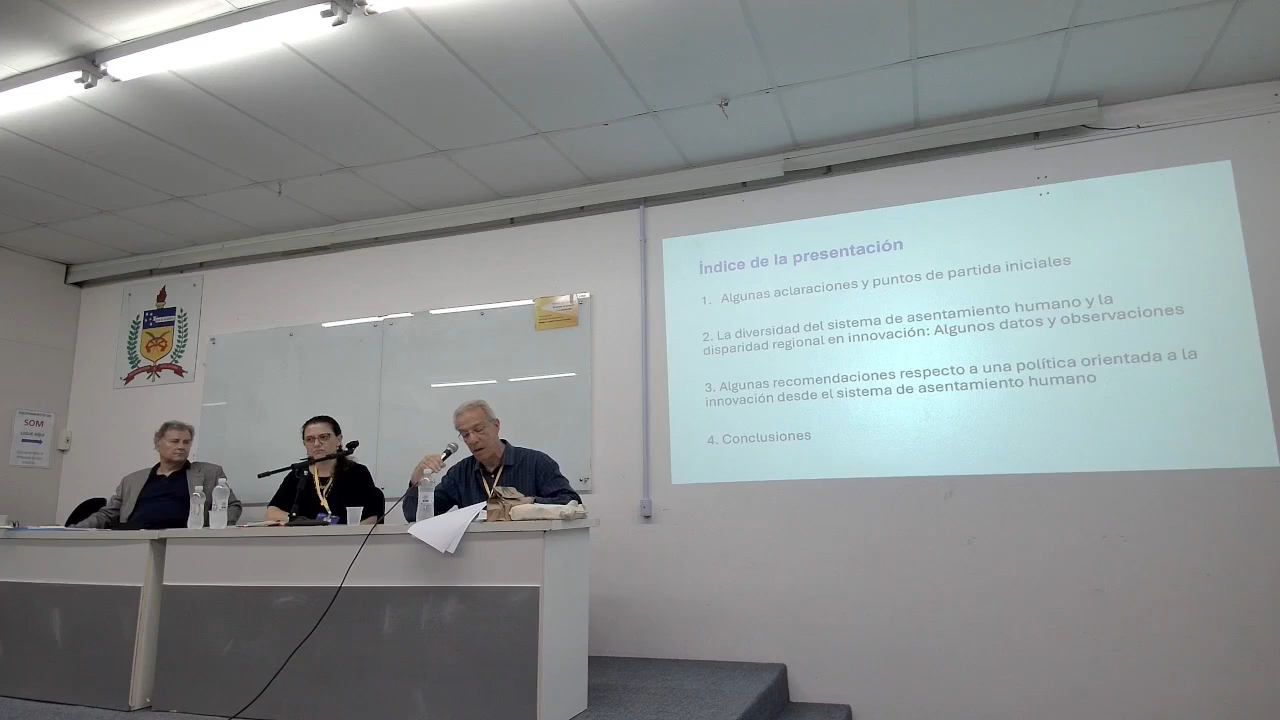 Índice de la presentación
1. Algunas aclaraciones y puntos de partida iniciales
2. La diversidad del sistema de asentamiento humano y la
disparidad regional en innovación: Algunos datos y observaciones
3. Algunas recomendaciones respecto a una política orientada a la
innovación desde el sistema de asentamiento humano
4. Conclusiones
SOM